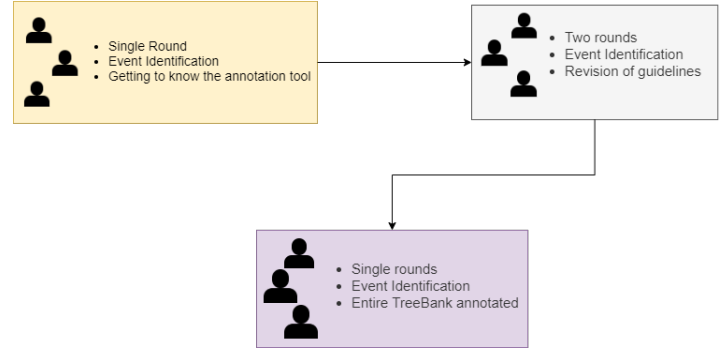 Single Round
Event Identification
Getting to know the annotation tool
Two rounds
Event Identification
Revision of guidelines
Single rounds
Event Identification
Entire TreeBank annotated